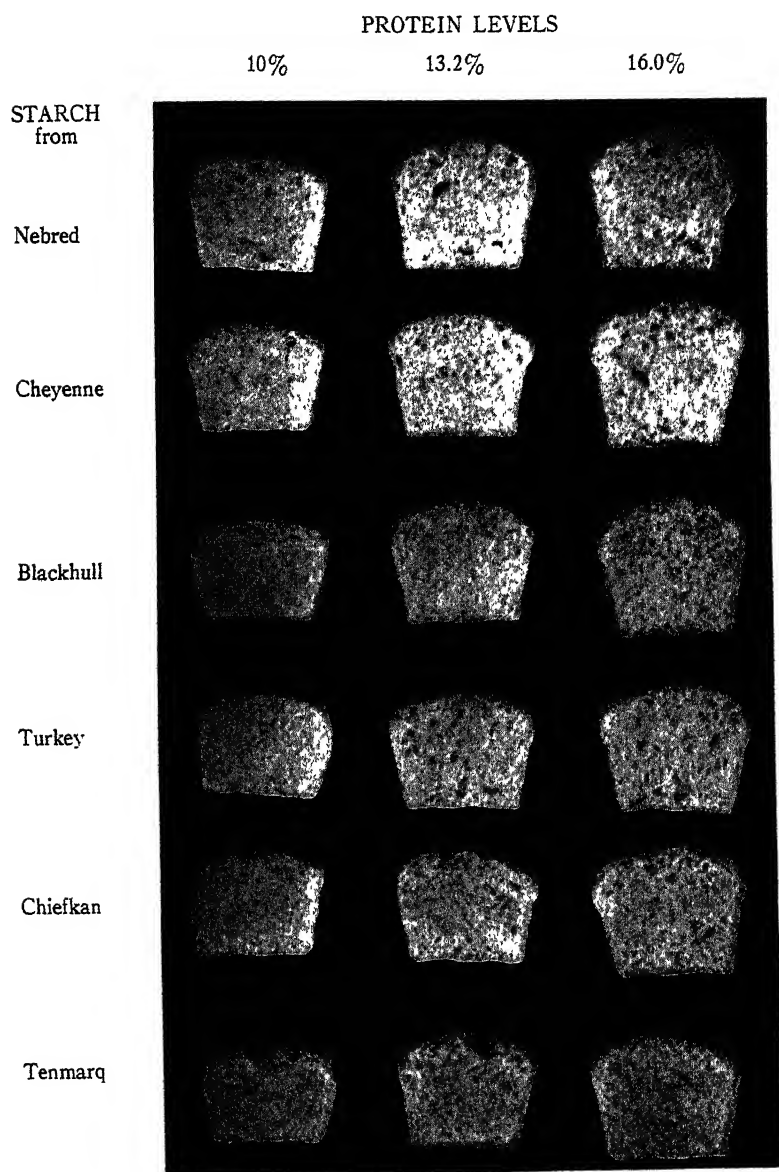 PROTEIN LEVELS
10% 13.2% 16.0%
STARCH
from
Nebred
Cheyenne
Blackhull
Turkey
Chiefkan
Tenmarq